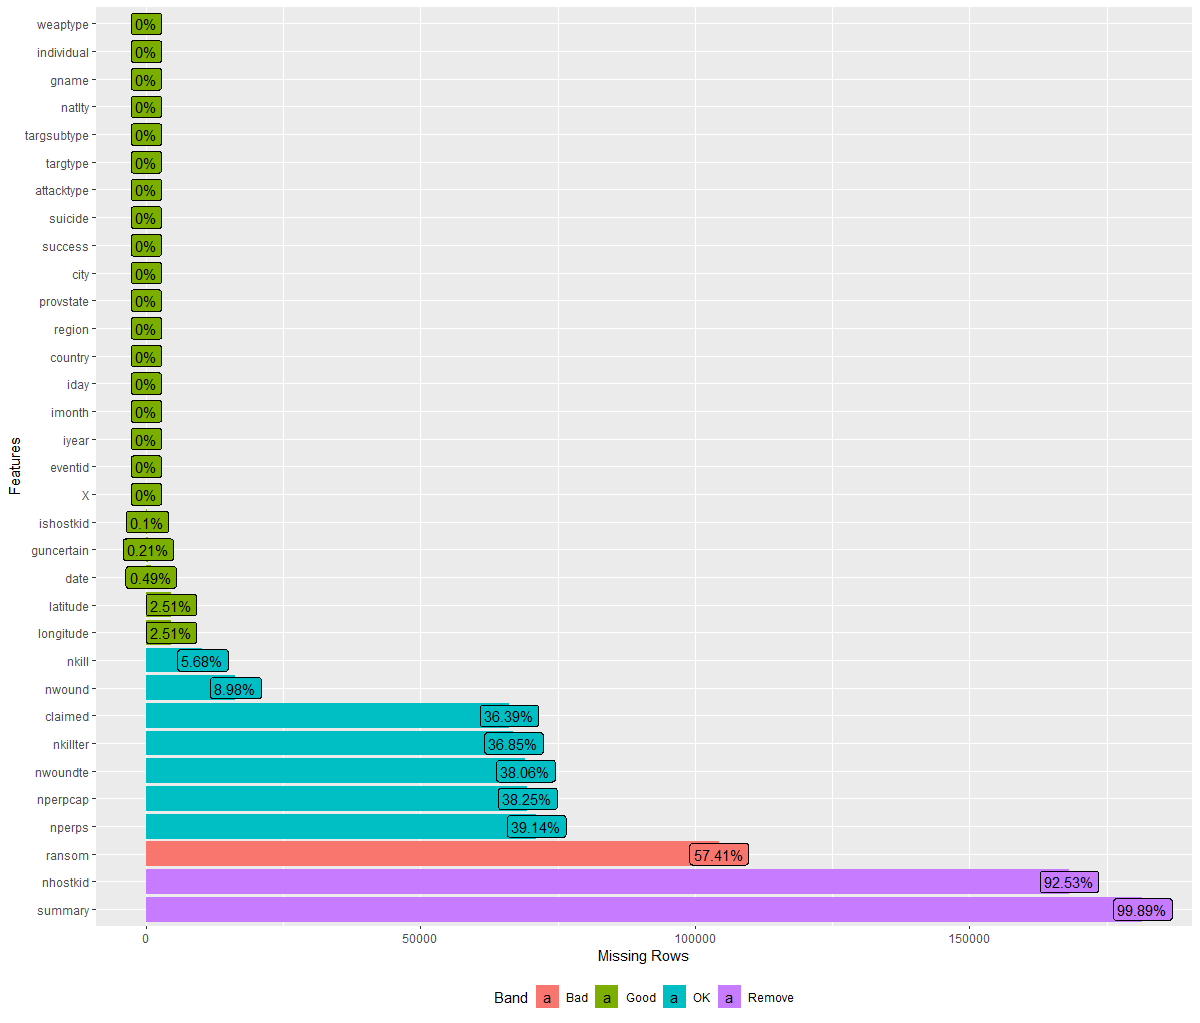 weaptype 0%
individual 0%
gname 0%
natlty 0%
targsubtype 0%
targtype 0%
attacktype 0%
suicide 0%
success 0%
city 0%
provstate 0%
region 0%
country 0%
iday 0%
imonth 0%
iyear 0%
eventid 0%
X 0%
ishostkid 0.1%
guncertain 0.21%
date 0.49%
latitude 2.51%
longitude 2.51%
nkill 5.68%
nwound 8.98%
claimed 36.39%
nkillter 36.85%
nwoundte 38.06%
nperpcap 38.25%
nperps 39.14%
ransom 57.41%
nhostkid 92.53%
summary 99.89%
Features
0 50000 100000 150000
Missing Rows
Band a Bad a Good a OK a Remove